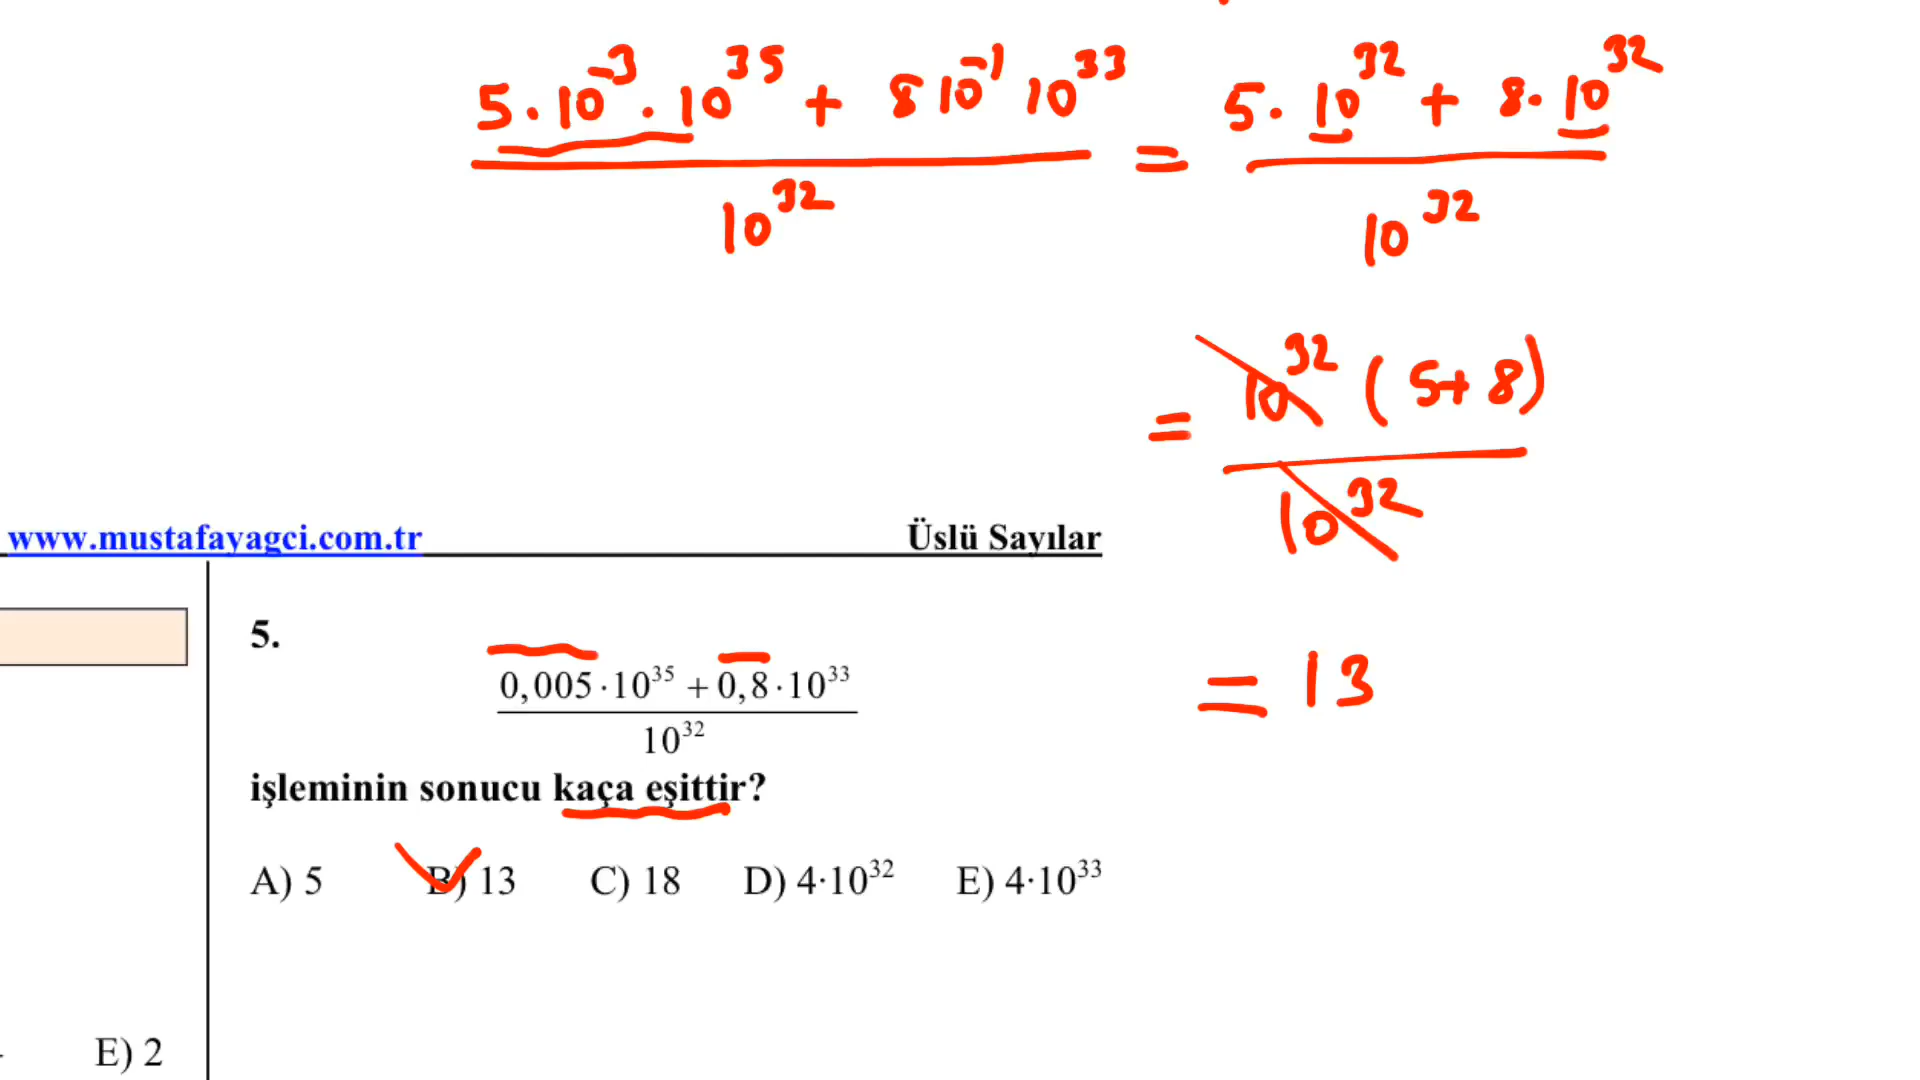 5 · 10⁻³ · 10³⁵ + 8 10⁻¹ 10³³ / 10³² = 5 · 10³² + 8 · 10³² / 10³²
= 10³² (5+8) / 10³²
www.mustafayagci.com.tr Üslü Sayılar
5.
0,005 · 10³⁵ + 0,8 · 10³³ / 10³²
= 13
işleminin sonucu kaça eşittir?
A) 5 B) 13 C) 18 D) 4·10³² E) 4·10³³
E) 2